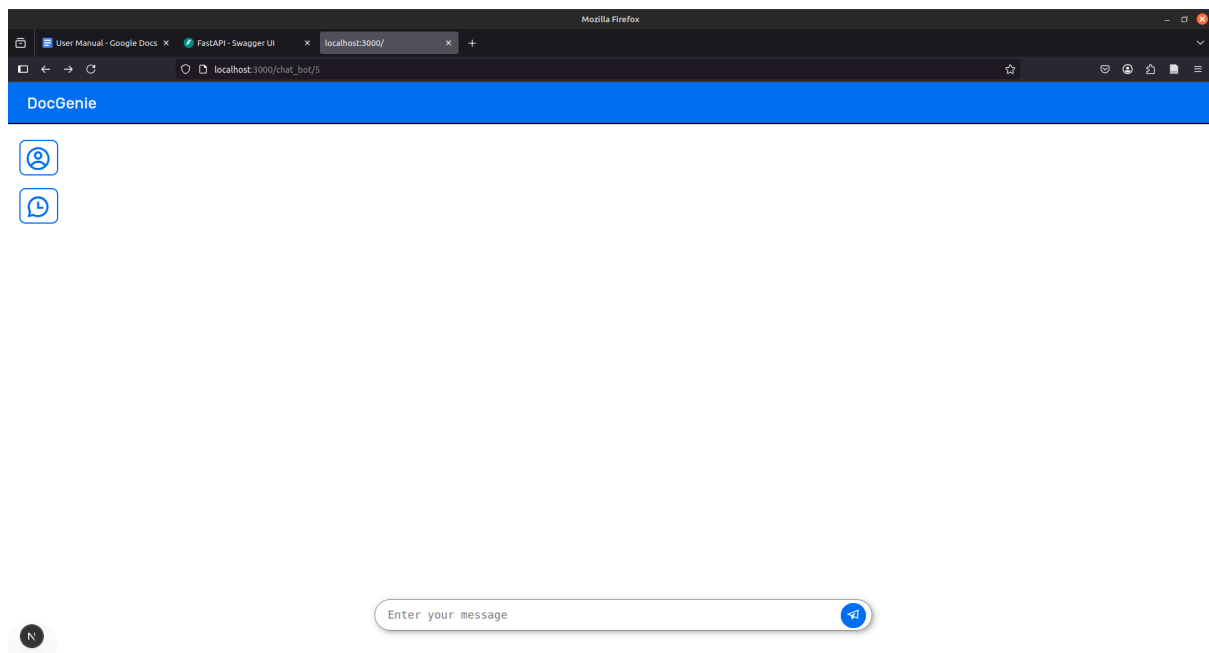 Mozilla Firefox
User Manual - Google Docs
FastAPI - Swagger UI
localhost:3000/
localhost:3000/chat_bot/5
DocGenie
Enter your message
N